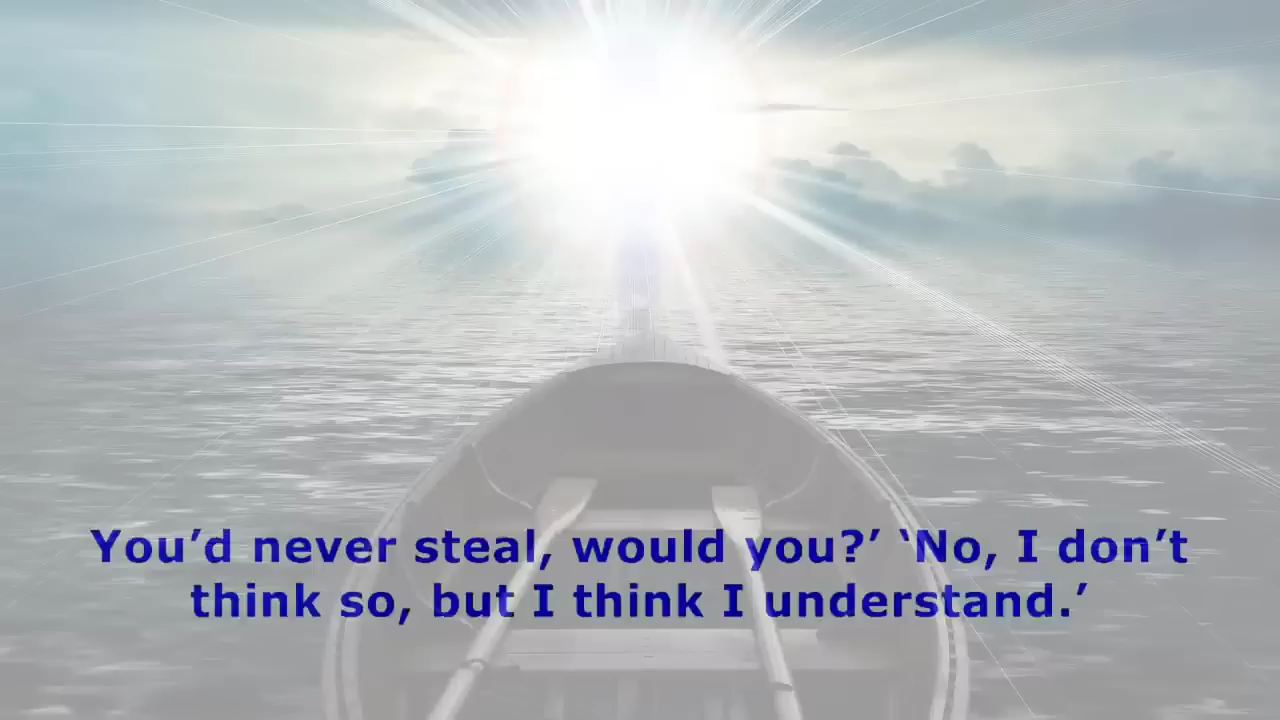 You’d never steal, would you?’ ‘No, I don’t
think so, but I think I understand.’